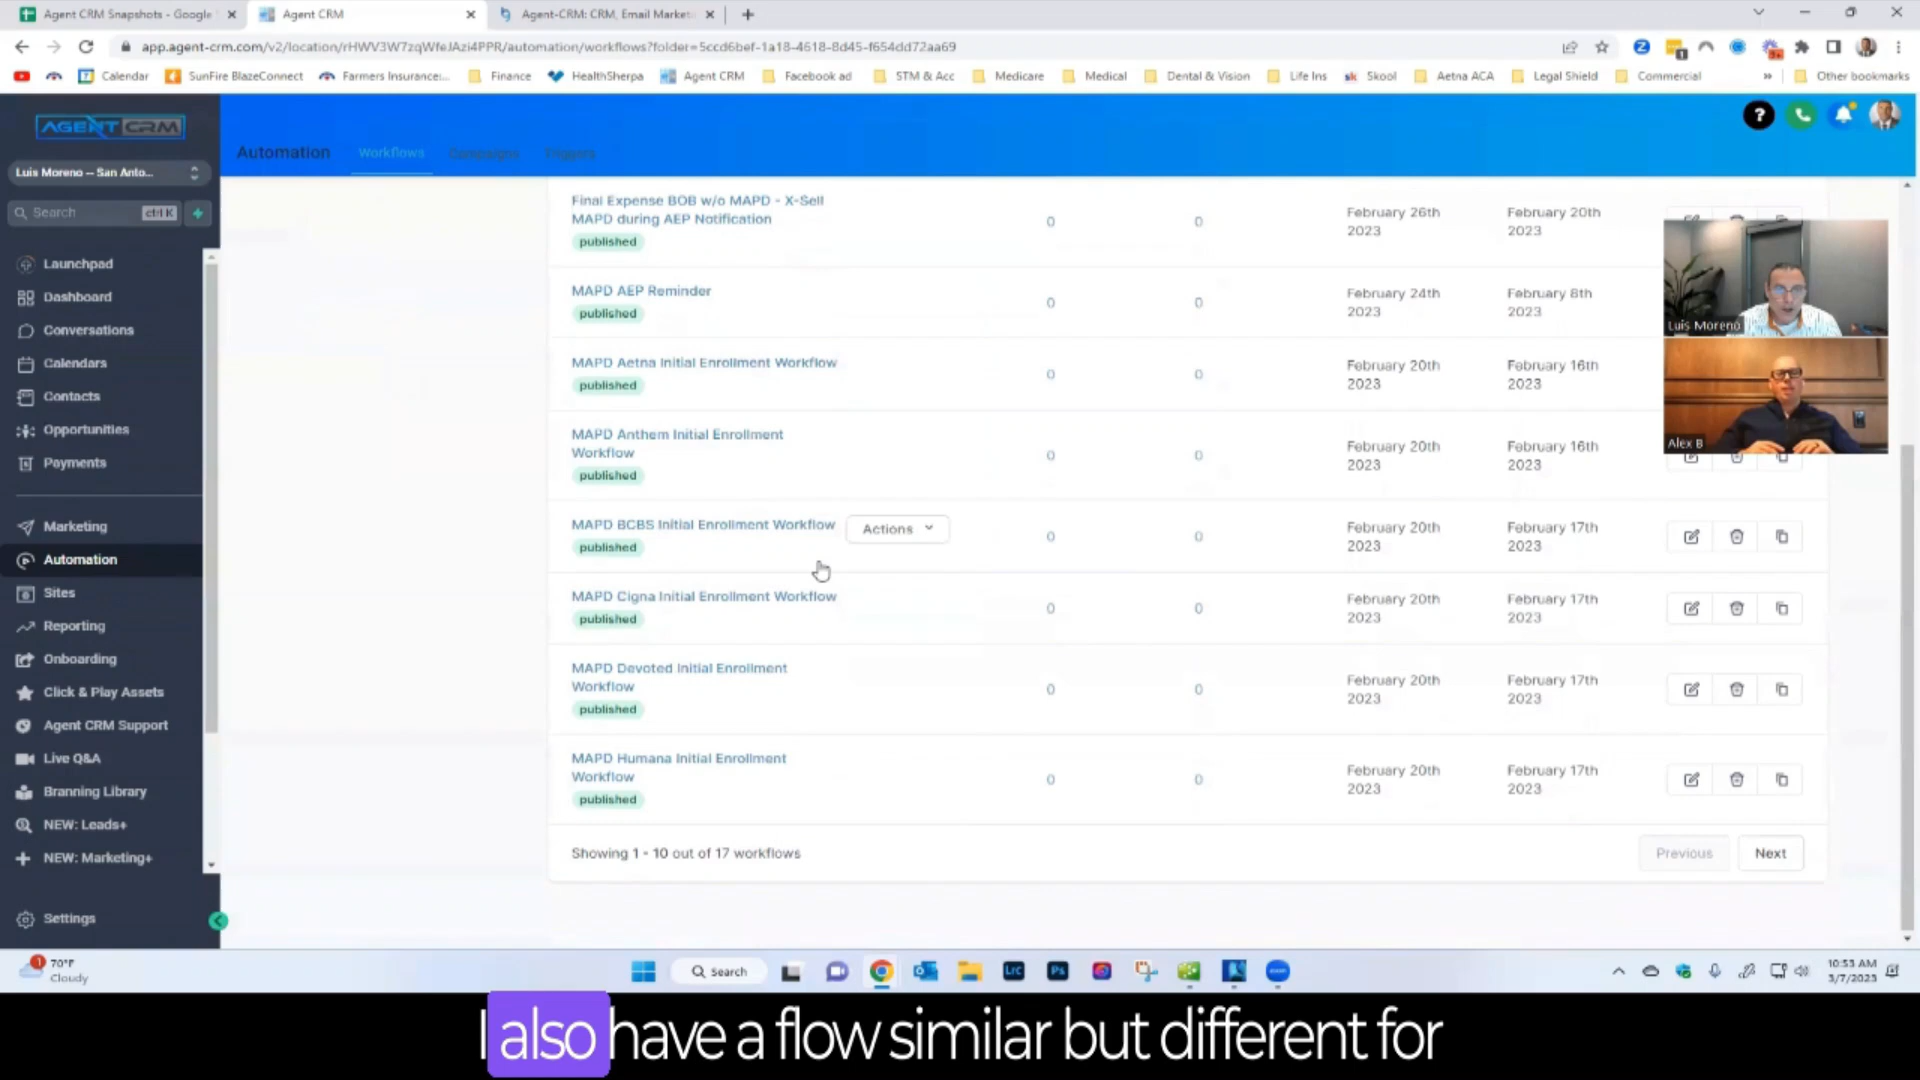 Agent CRM Snapshots - Google
Agent CRM
Agent-CRM: CRM, Email Market
app.agent-crm.com/v2/location/rHWV3W7zqWfeJAzi4PPR/automation/workflows?folder=5ccd6bef-1a18-4618-8d45-f654dd72aa69
Calendar
SunFire BlazeConnect
Farmers Insurance:...
Finance
HealthSherpa
Agent CRM
Facebook ad
STM & Acc
Medicare
Medical
Dental & Vision
Life Ins
sk Skool
Aetna ACA
Legal Shield
Commercial
»
Other bookmarks
AGENT CRM
Luis Moreno -- San Anto...
Search
ctrl K
Launchpad
Dashboard
Conversations
Calendars
Contacts
Opportunities
Payments
Marketing
Automation
Sites
Reporting
Onboarding
Click & Play Assets
Agent CRM Support
Live Q&A
Branning Library
NEW: Leads+
NEW: Marketing+
Settings
Automation
Workflows
Campaigns
Triggers
?
Final Expense BOB w/o MAPD - X-Sell
MAPD during AEP Notification
published
0
0
February 26th
2023
February 20th
2023
MAPD AEP Reminder
published
0
0
February 24th
2023
February 8th
2023
MAPD Aetna Initial Enrollment Workflow
published
0
0
February 20th
2023
February 16th
2023
MAPD Anthem Initial Enrollment
Workflow
published
0
0
February 20th
2023
February 16th
2023
MAPD BCBS Initial Enrollment Workflow
published
Actions
0
0
February 20th
2023
February 17th
2023
MAPD Cigna Initial Enrollment Workflow
published
0
0
February 20th
2023
February 17th
2023
MAPD Devoted Initial Enrollment
Workflow
published
0
0
February 20th
2023
February 17th
2023
MAPD Humana Initial Enrollment
Workflow
published
0
0
February 20th
2023
February 17th
2023
Showing 1 - 10 out of 17 workflows
Previous
Next
Luis Moreno
Alex B
1
70°F
Cloudy
Search
Lrc
Ps
zoom
10:53 AM
3/7/2023
I also have a flow similar but different for